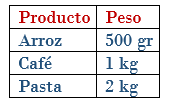 Producto Peso
Arroz 500 gr
Café 1 kg
Pasta 2 kg